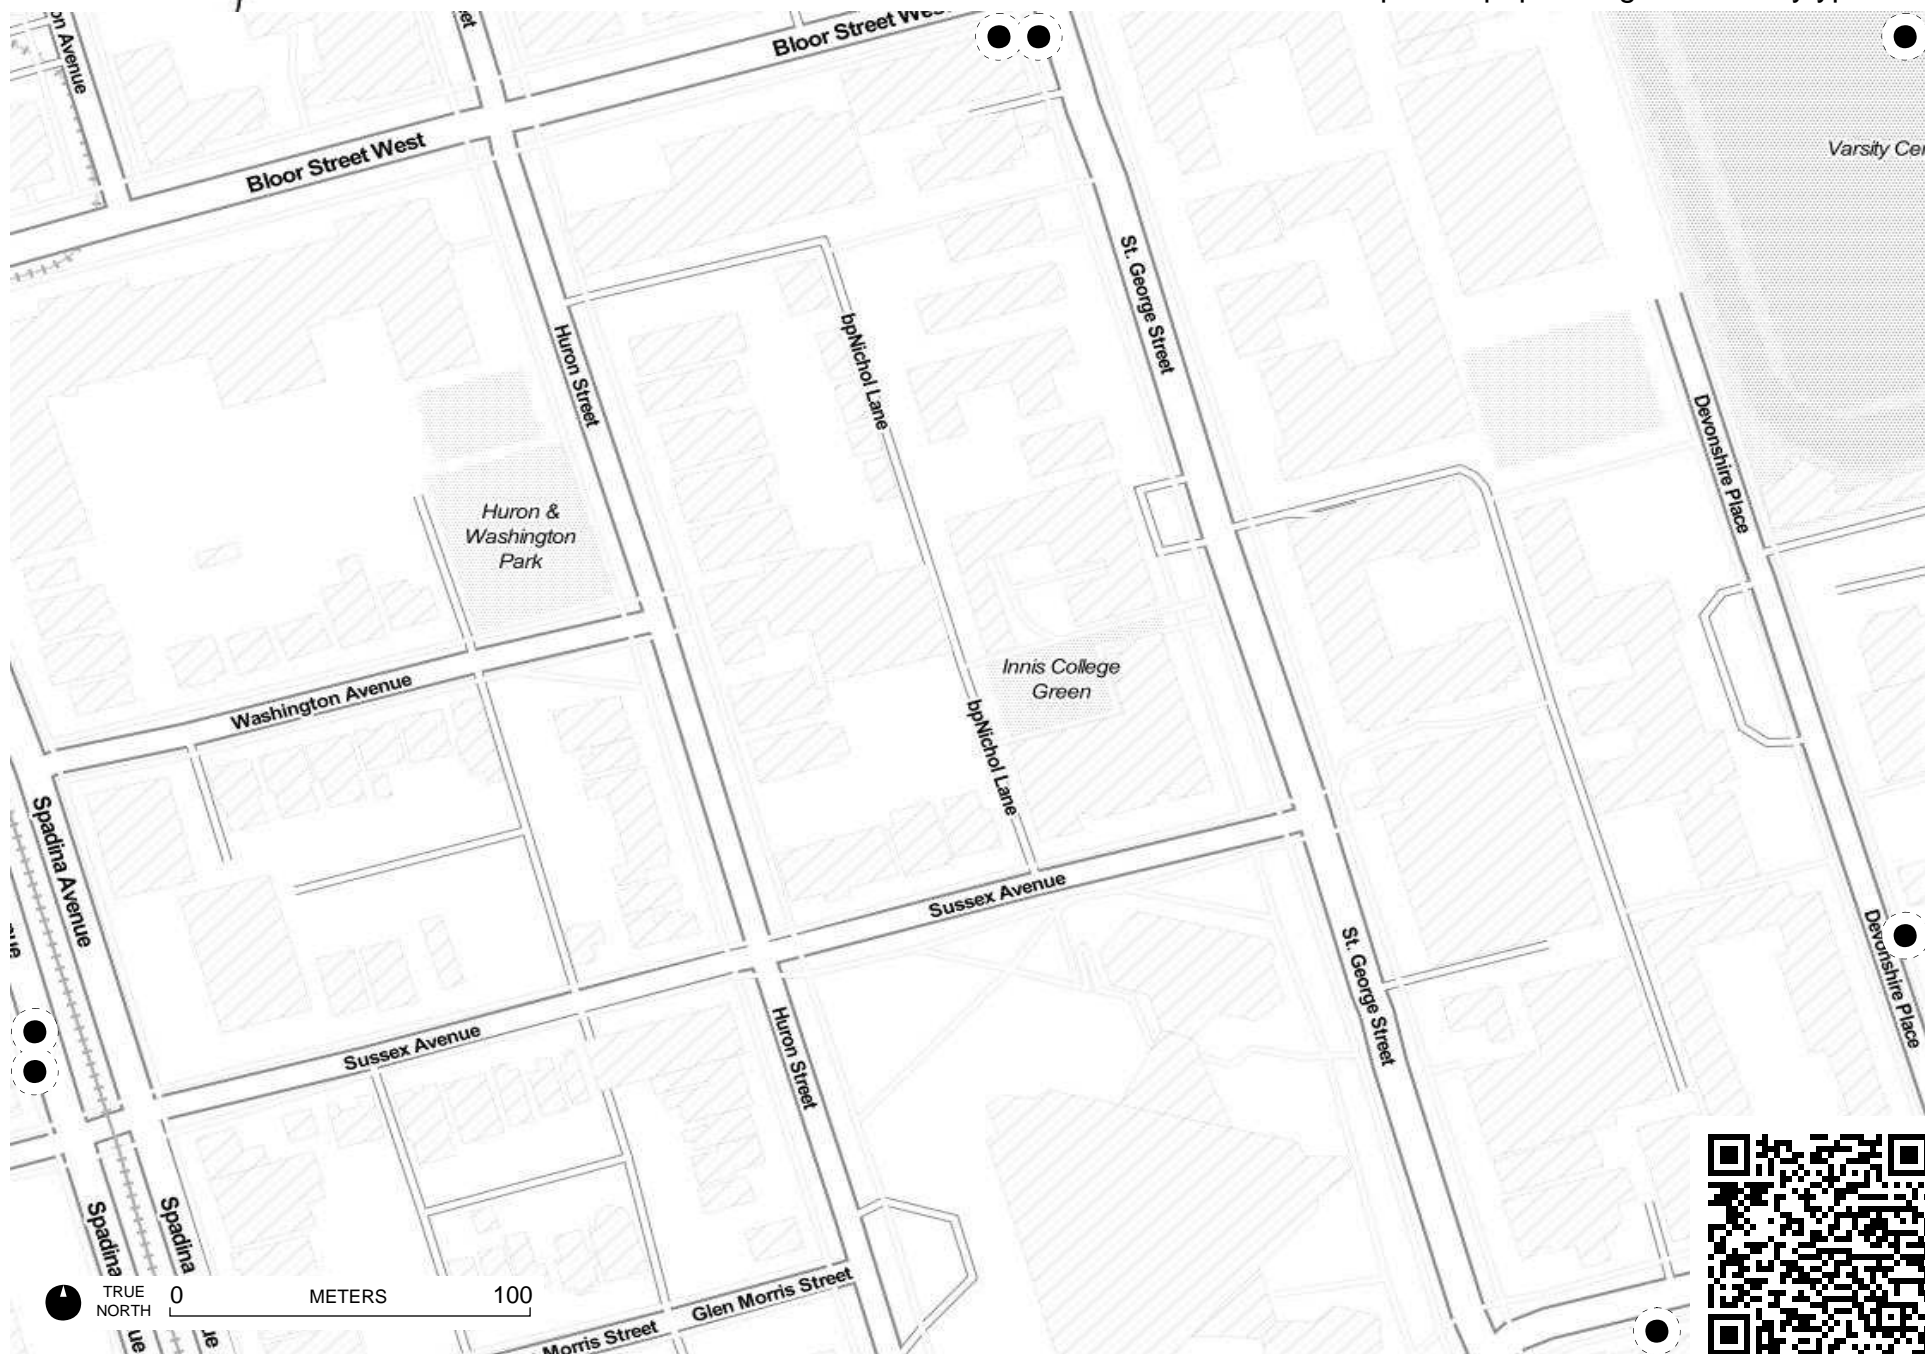 Bloor Street West
Avenue
Bloor Street West
Varsity Cen
St. George Street
bpNichol Lane
Huron Street
Devonshire Place
Huron &
Washington
Park
Innis College
Green
Washington Avenue
bpNichol Lane
Spadina Avenue
Sussex Avenue
St. George Street
Devonshire Place
Sussex Avenue
Huron Street
Spadina
Spadina
TRUE
NORTH
0 METERS 100
Glen Morris Street
Morris Street